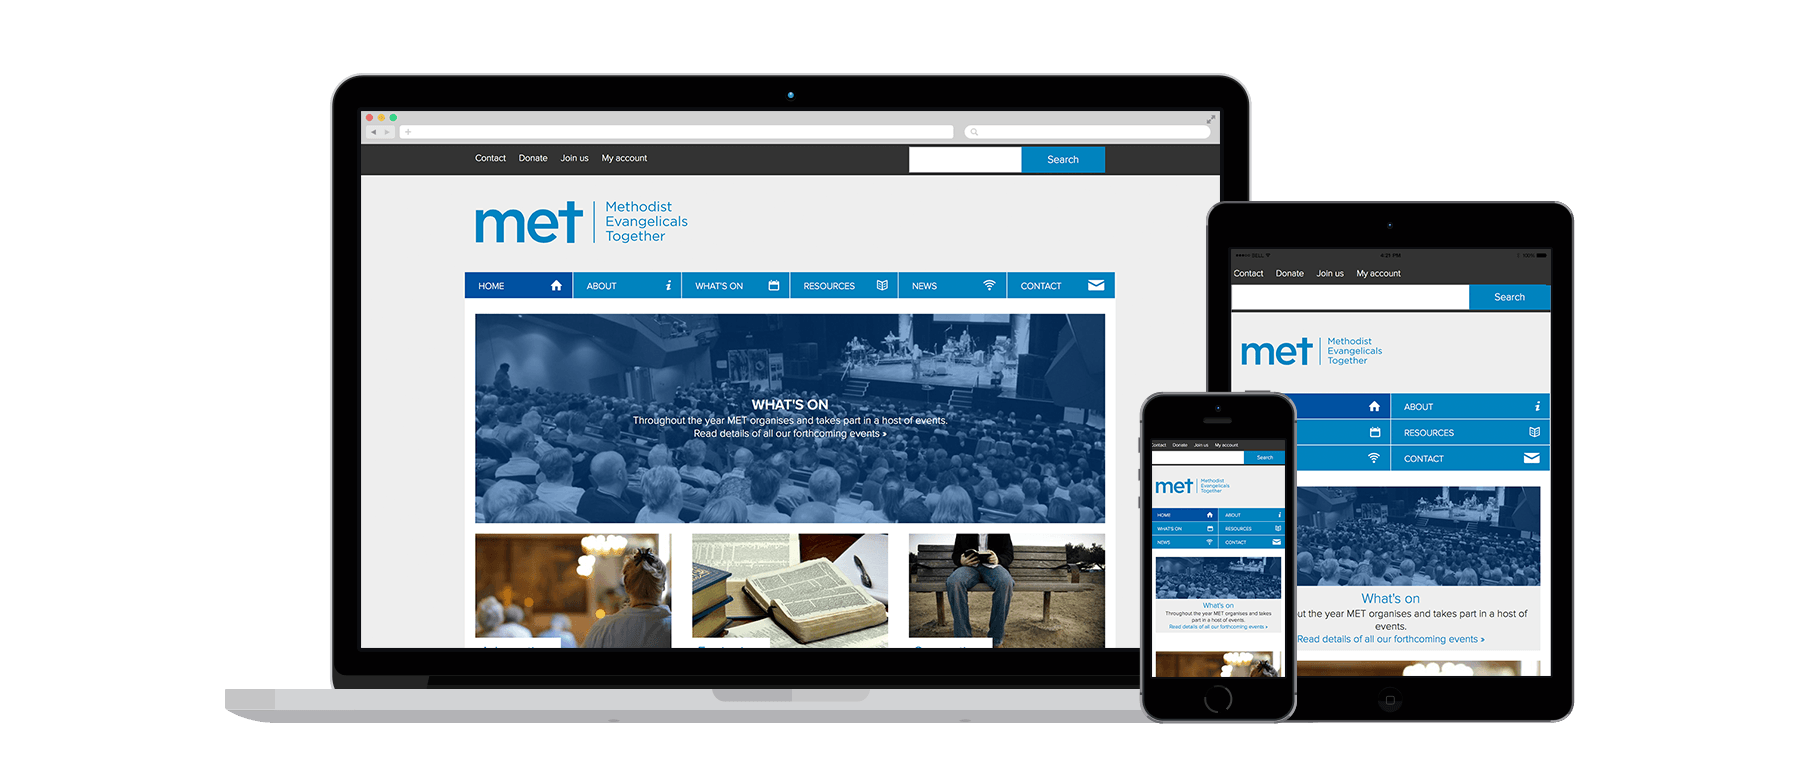 Contact Donate Join us My account
Search
met
Methodist
Evangelicals
Together
HOME ABOUT i WHAT'S ON RESOURCES NEWS CONTACT
WHAT'S ON
Throughout the year MET organises and takes part in a host of events.
Read details of all our forthcoming events »
4:21 PM
100%
Contact Donate Join us My account
Search
met
Methodist
Evangelicals
Together
ABOUT i
RESOURCES
CONTACT
What's on
out the year MET organises and takes part in a host of
events.
Read details of all our forthcoming events »
Contact Donate Join us My account
Search
met
Methodist
Evangelicals
Together
HOME ABOUT i
WHAT'S ON RESOURCES
NEWS CONTACT
What's on
Throughout the year MET organises and takes
part in a host of events.
Read details of all our forthcoming events »